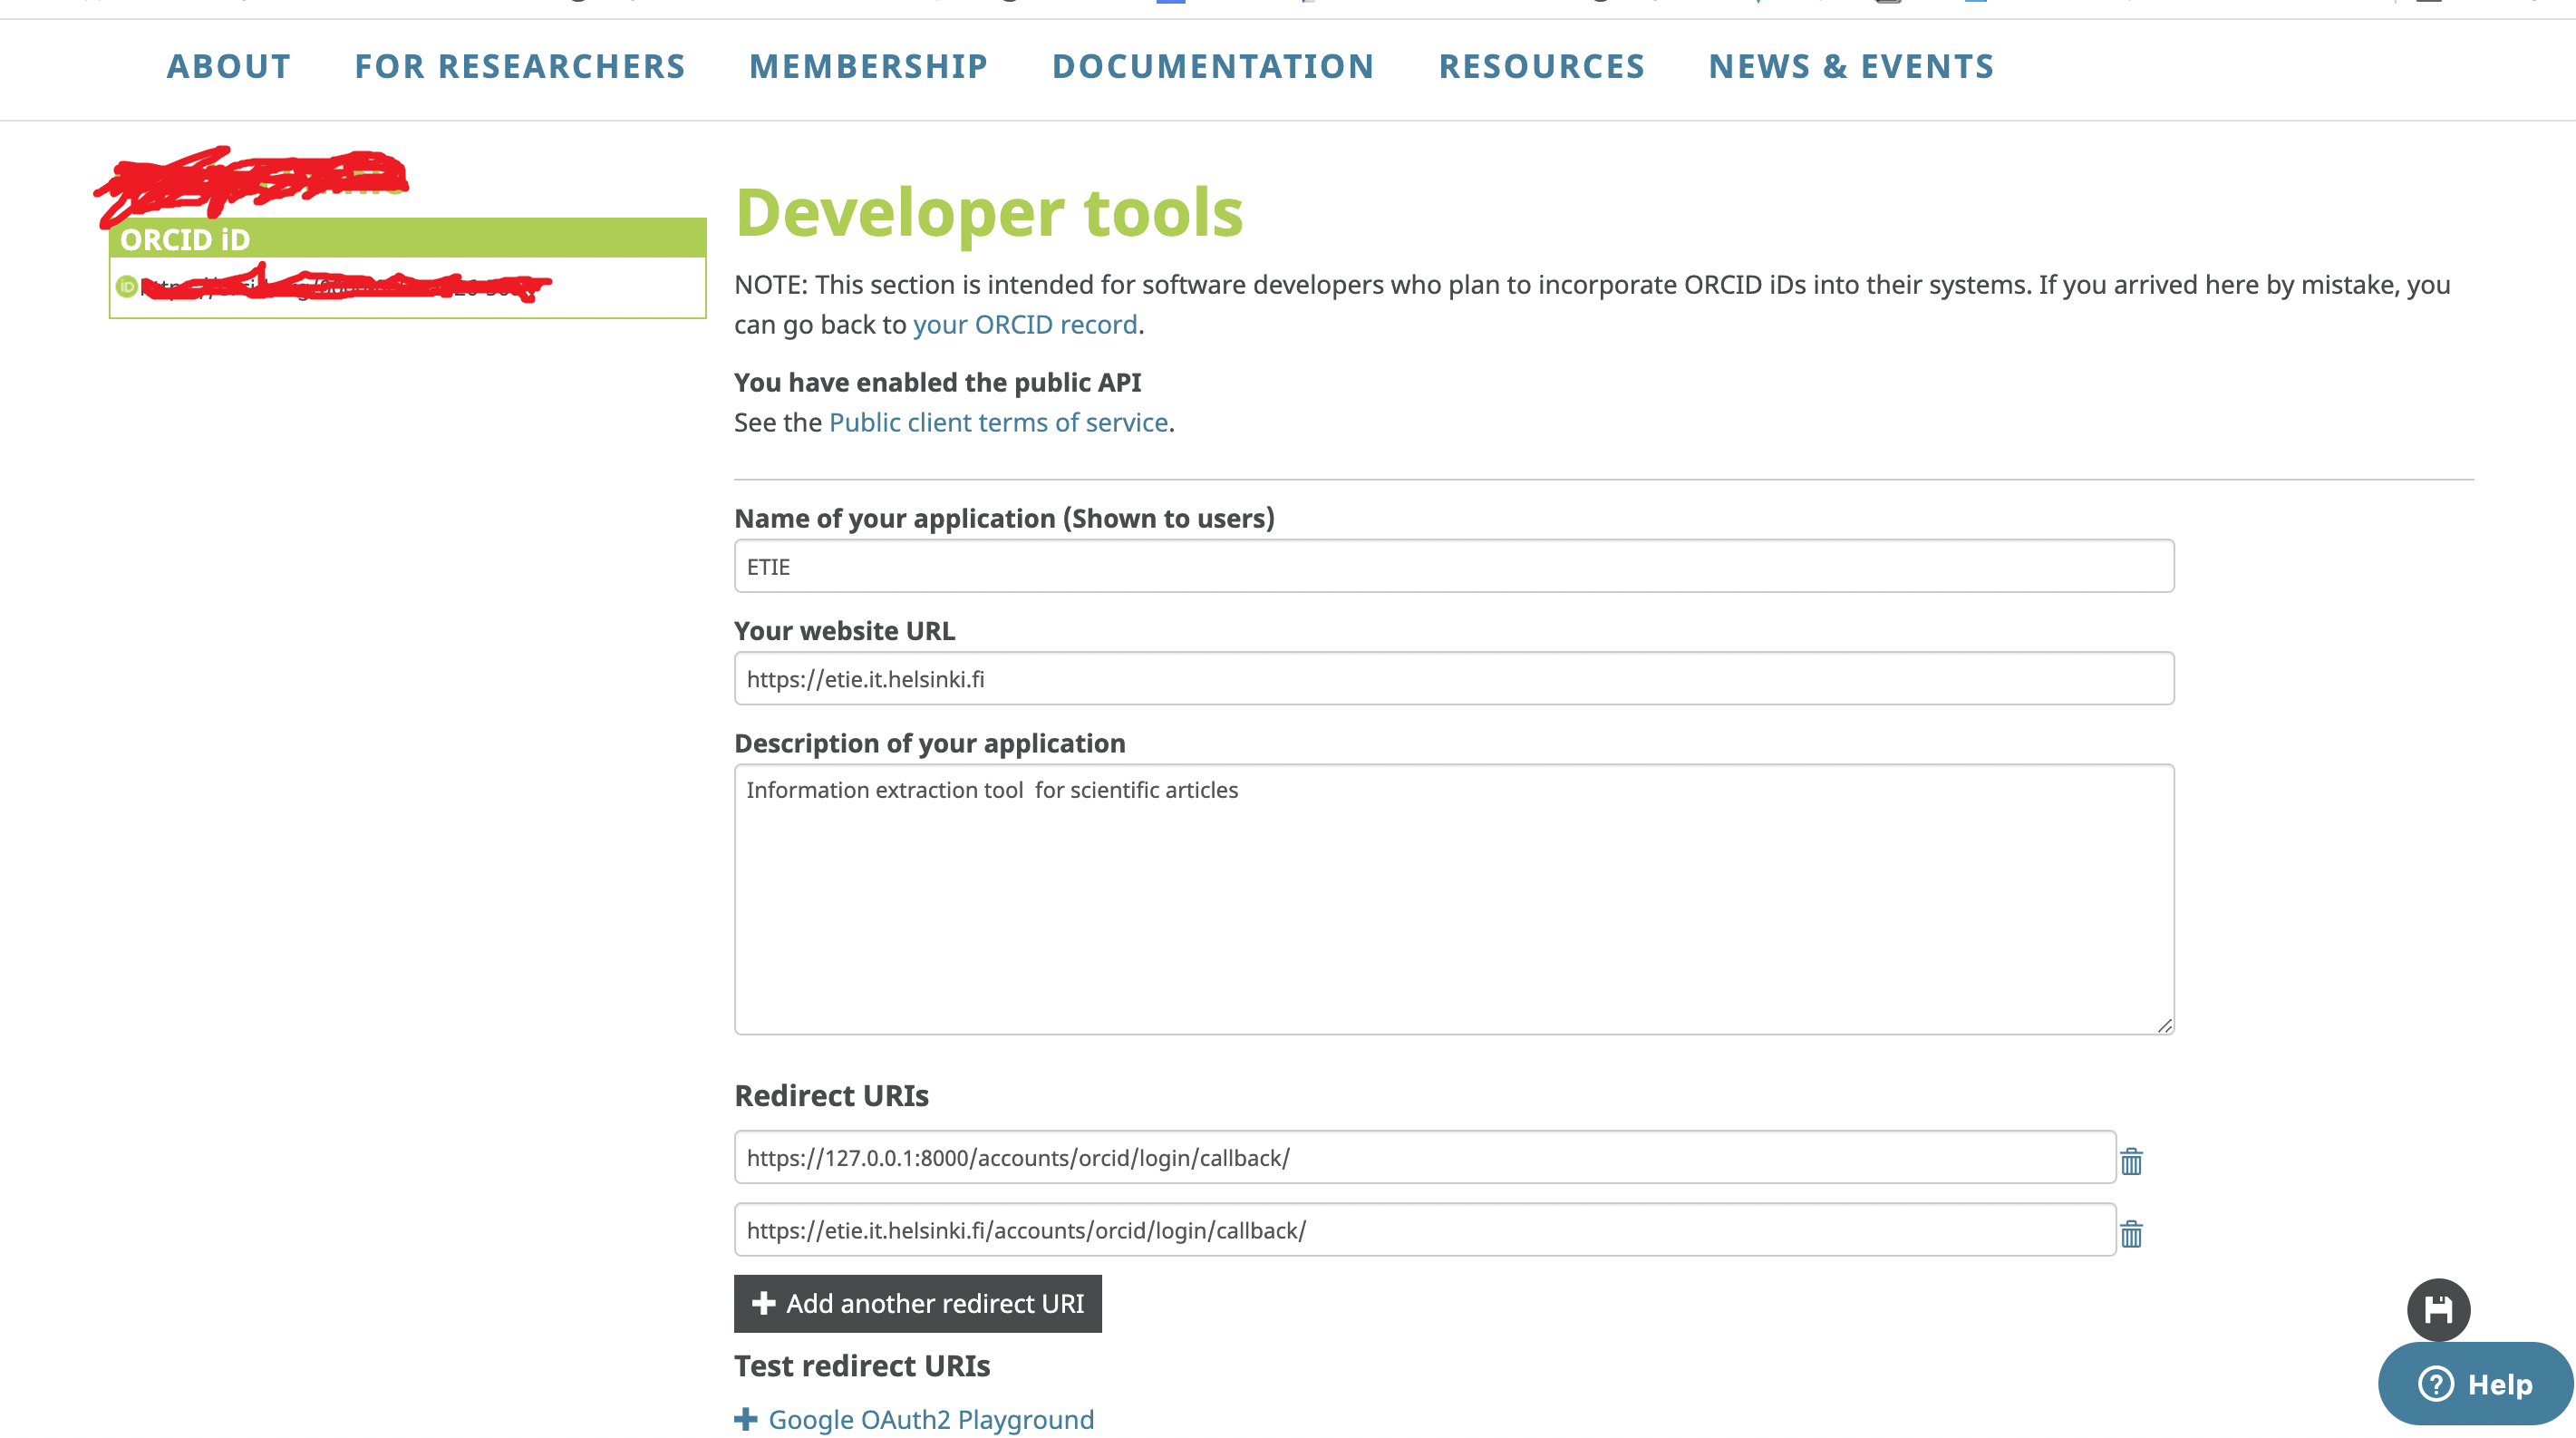 ABOUT FOR RESEARCHERS MEMBERSHIP DOCUMENTATION RESOURCES NEWS & EVENTS
ORCID iD
iD
Developer tools
NOTE: This section is intended for software developers who plan to incorporate ORCID iDs into their systems. If you arrived here by mistake, you
can go back to your ORCID record.
You have enabled the public API
See the Public client terms of service.
Name of your application (Shown to users)
ETIE
Your website URL
https://etie.it.helsinki.fi
Description of your application
Information extraction tool  for scientific articles
Redirect URIs
https://127.0.0.1:8000/accounts/orcid/login/callback/
https://etie.it.helsinki.fi/accounts/orcid/login/callback/
Add another redirect URI
Test redirect URIs
Google OAuth2 Playground
? Help